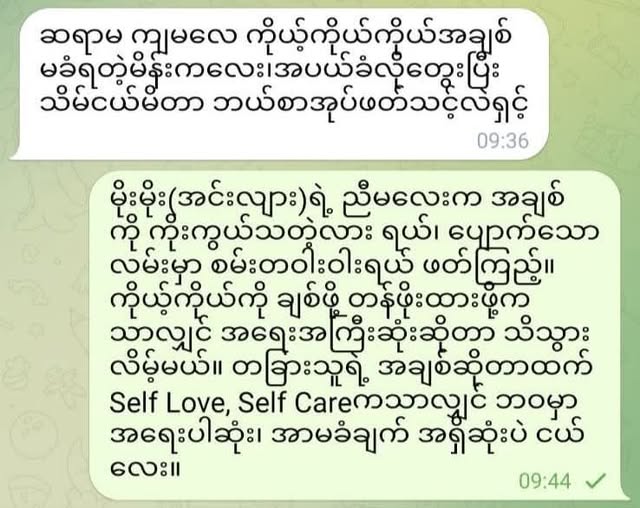 ဆရာမ ကျမလေ ကိုယ့်ကိုယ်ကိုယ်အချစ်
မခံရတဲ့မိန်းကလေး၊အပယ်ခံလို့တွေးပြီး
သိမ်ငယ်မိတာ ဘယ်စာအုပ်ဖတ်သင့်လဲရှင့်
09:36
မိုးမိုး(အင်းလျား)ရဲ့ ညီမလေးက အချစ်
ကို ကိုးကွယ်သတဲ့လား ရယ်၊ ပျောက်သော
လမ်းမှာ စမ်းတဝါးဝါးရယ် ဖတ်ကြည့်။
ကိုယ့်ကိုယ်ကို ချစ်ဖို့ တန်ဖိုးထားဖို့က
သာလျှင် အရေးအကြီးဆုံးဆိုတာ သိသွား
လိမ့်မယ်။ တခြားသူရဲ့ အချစ်ဆိုတာထက်
Self Love, Self Careကသာလျှင် ဘဝမှာ
အရေးပါဆုံး၊ အာမခံချက် အရှိဆုံးပဲ ငယ်
လေး။
09:44